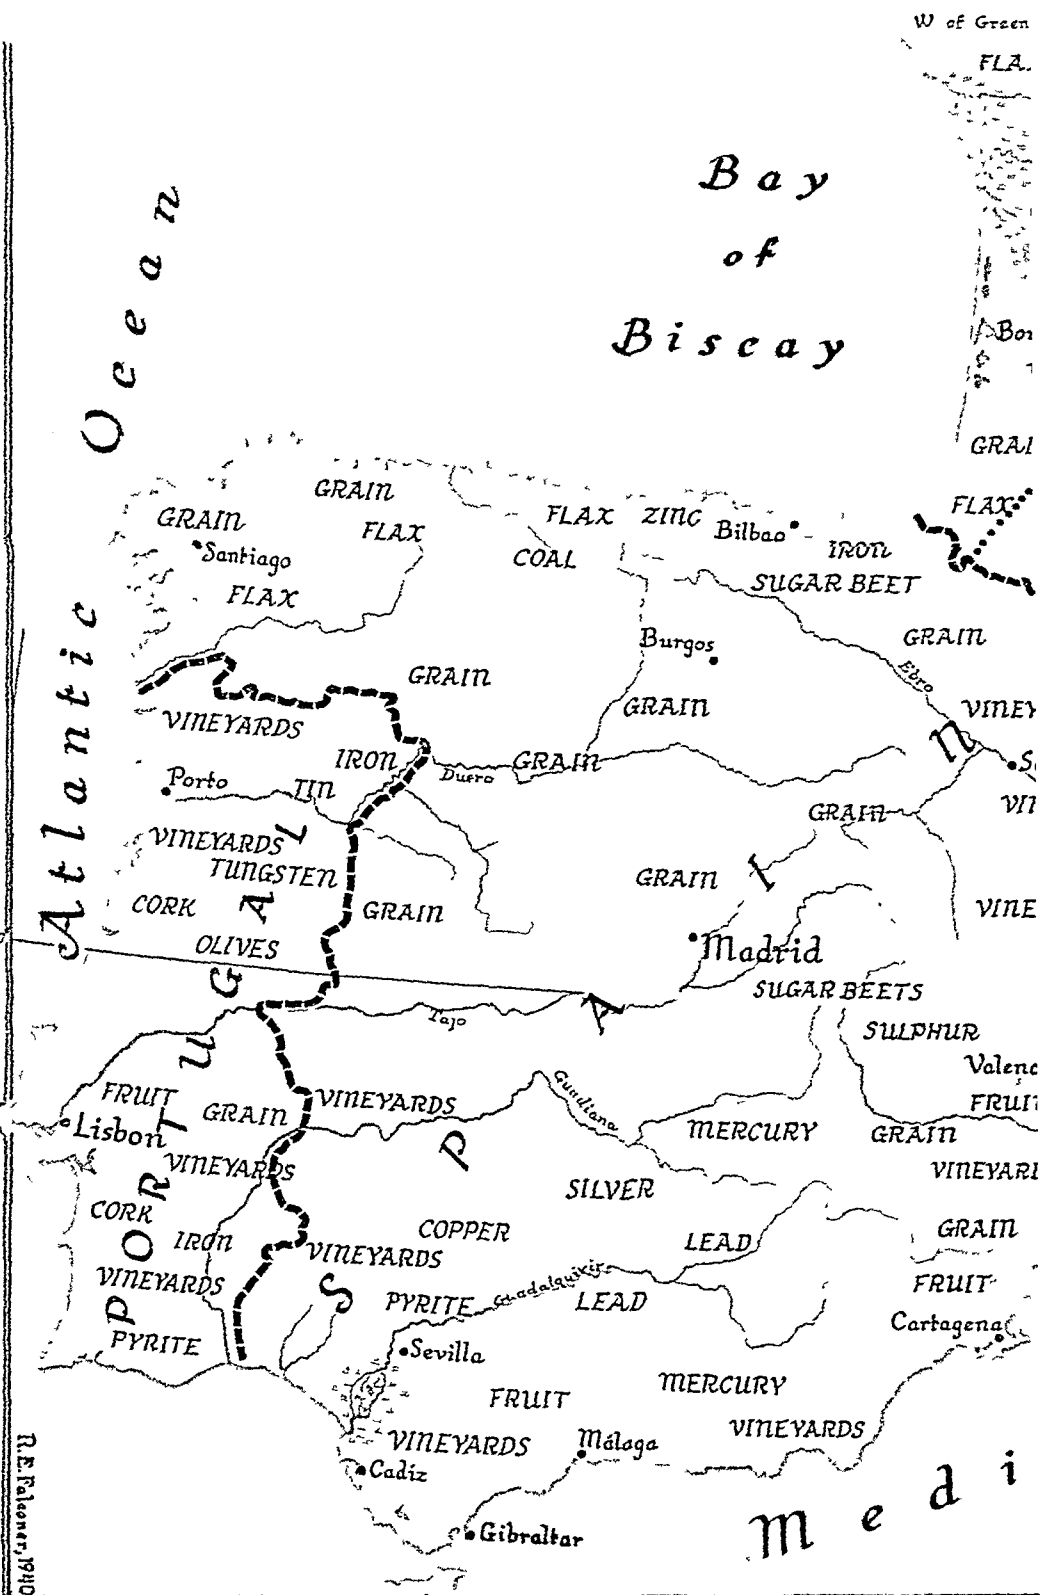 W of Green
FLA
Bay
of
Biscay
Atlantic Ocean
Bo
GRAI
GRAIN
GRAIN
FLAX
FLAX
ZINC
Bilbao
FLAX
Santiago
COAL
IRON
SUGAR BEET
FLAX
Burgos
GRAIN
GRAIN
Ebro
GRAIN
VINEY
VINEYARDS
IRON
Duero
GRAIN
S
Porto
TIN
GRAIN
VI
VINEYARDS
TUNGSTEN
GRAIN
CORK
GRAIN
VINE
OLIVES
Madrid
SUGAR BEETS
Tajo
SULPHUR
Valenc
FRUIT
GRAIN
VINEYARDS
Guadiana
FRUI
Lisbon
MERCURY
GRAIN
VINEYARDS
VINEYAR
SILVER
CORK
IRON
COPPER
LEAD
GRAIN
VINEYARDS
VINEYARDS
PYRITE
Guadalquivir
LEAD
FRUIT
PYRITE
Cartagena
Sevilla
PORTUGAL
SPAIN
FRUIT
MERCURY
VINEYARDS
Málaga
VINEYARDS
Cadiz
Gibraltar
Medi
R.E.Falconer, 1940